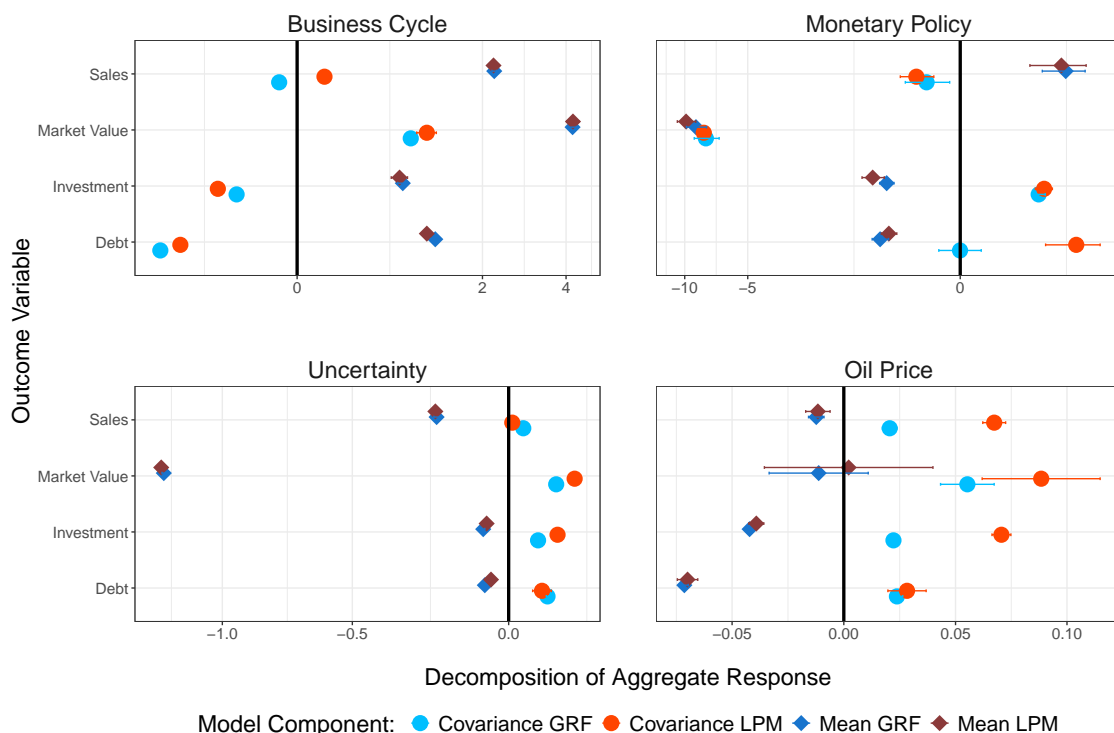 Business Cycle
Monetary Policy
Sales
Market Value
Investment
Debt
0
2
4
−10
−5
0
Outcome Variable
Uncertainty
Oil Price
Sales
Market Value
Investment
Debt
−1.0
−0.5
0.0
−0.05
0.00
0.05
0.10
Decomposition of Aggregate Response
Model Component: Covariance GRF Covariance LPM Mean GRF Mean LPM